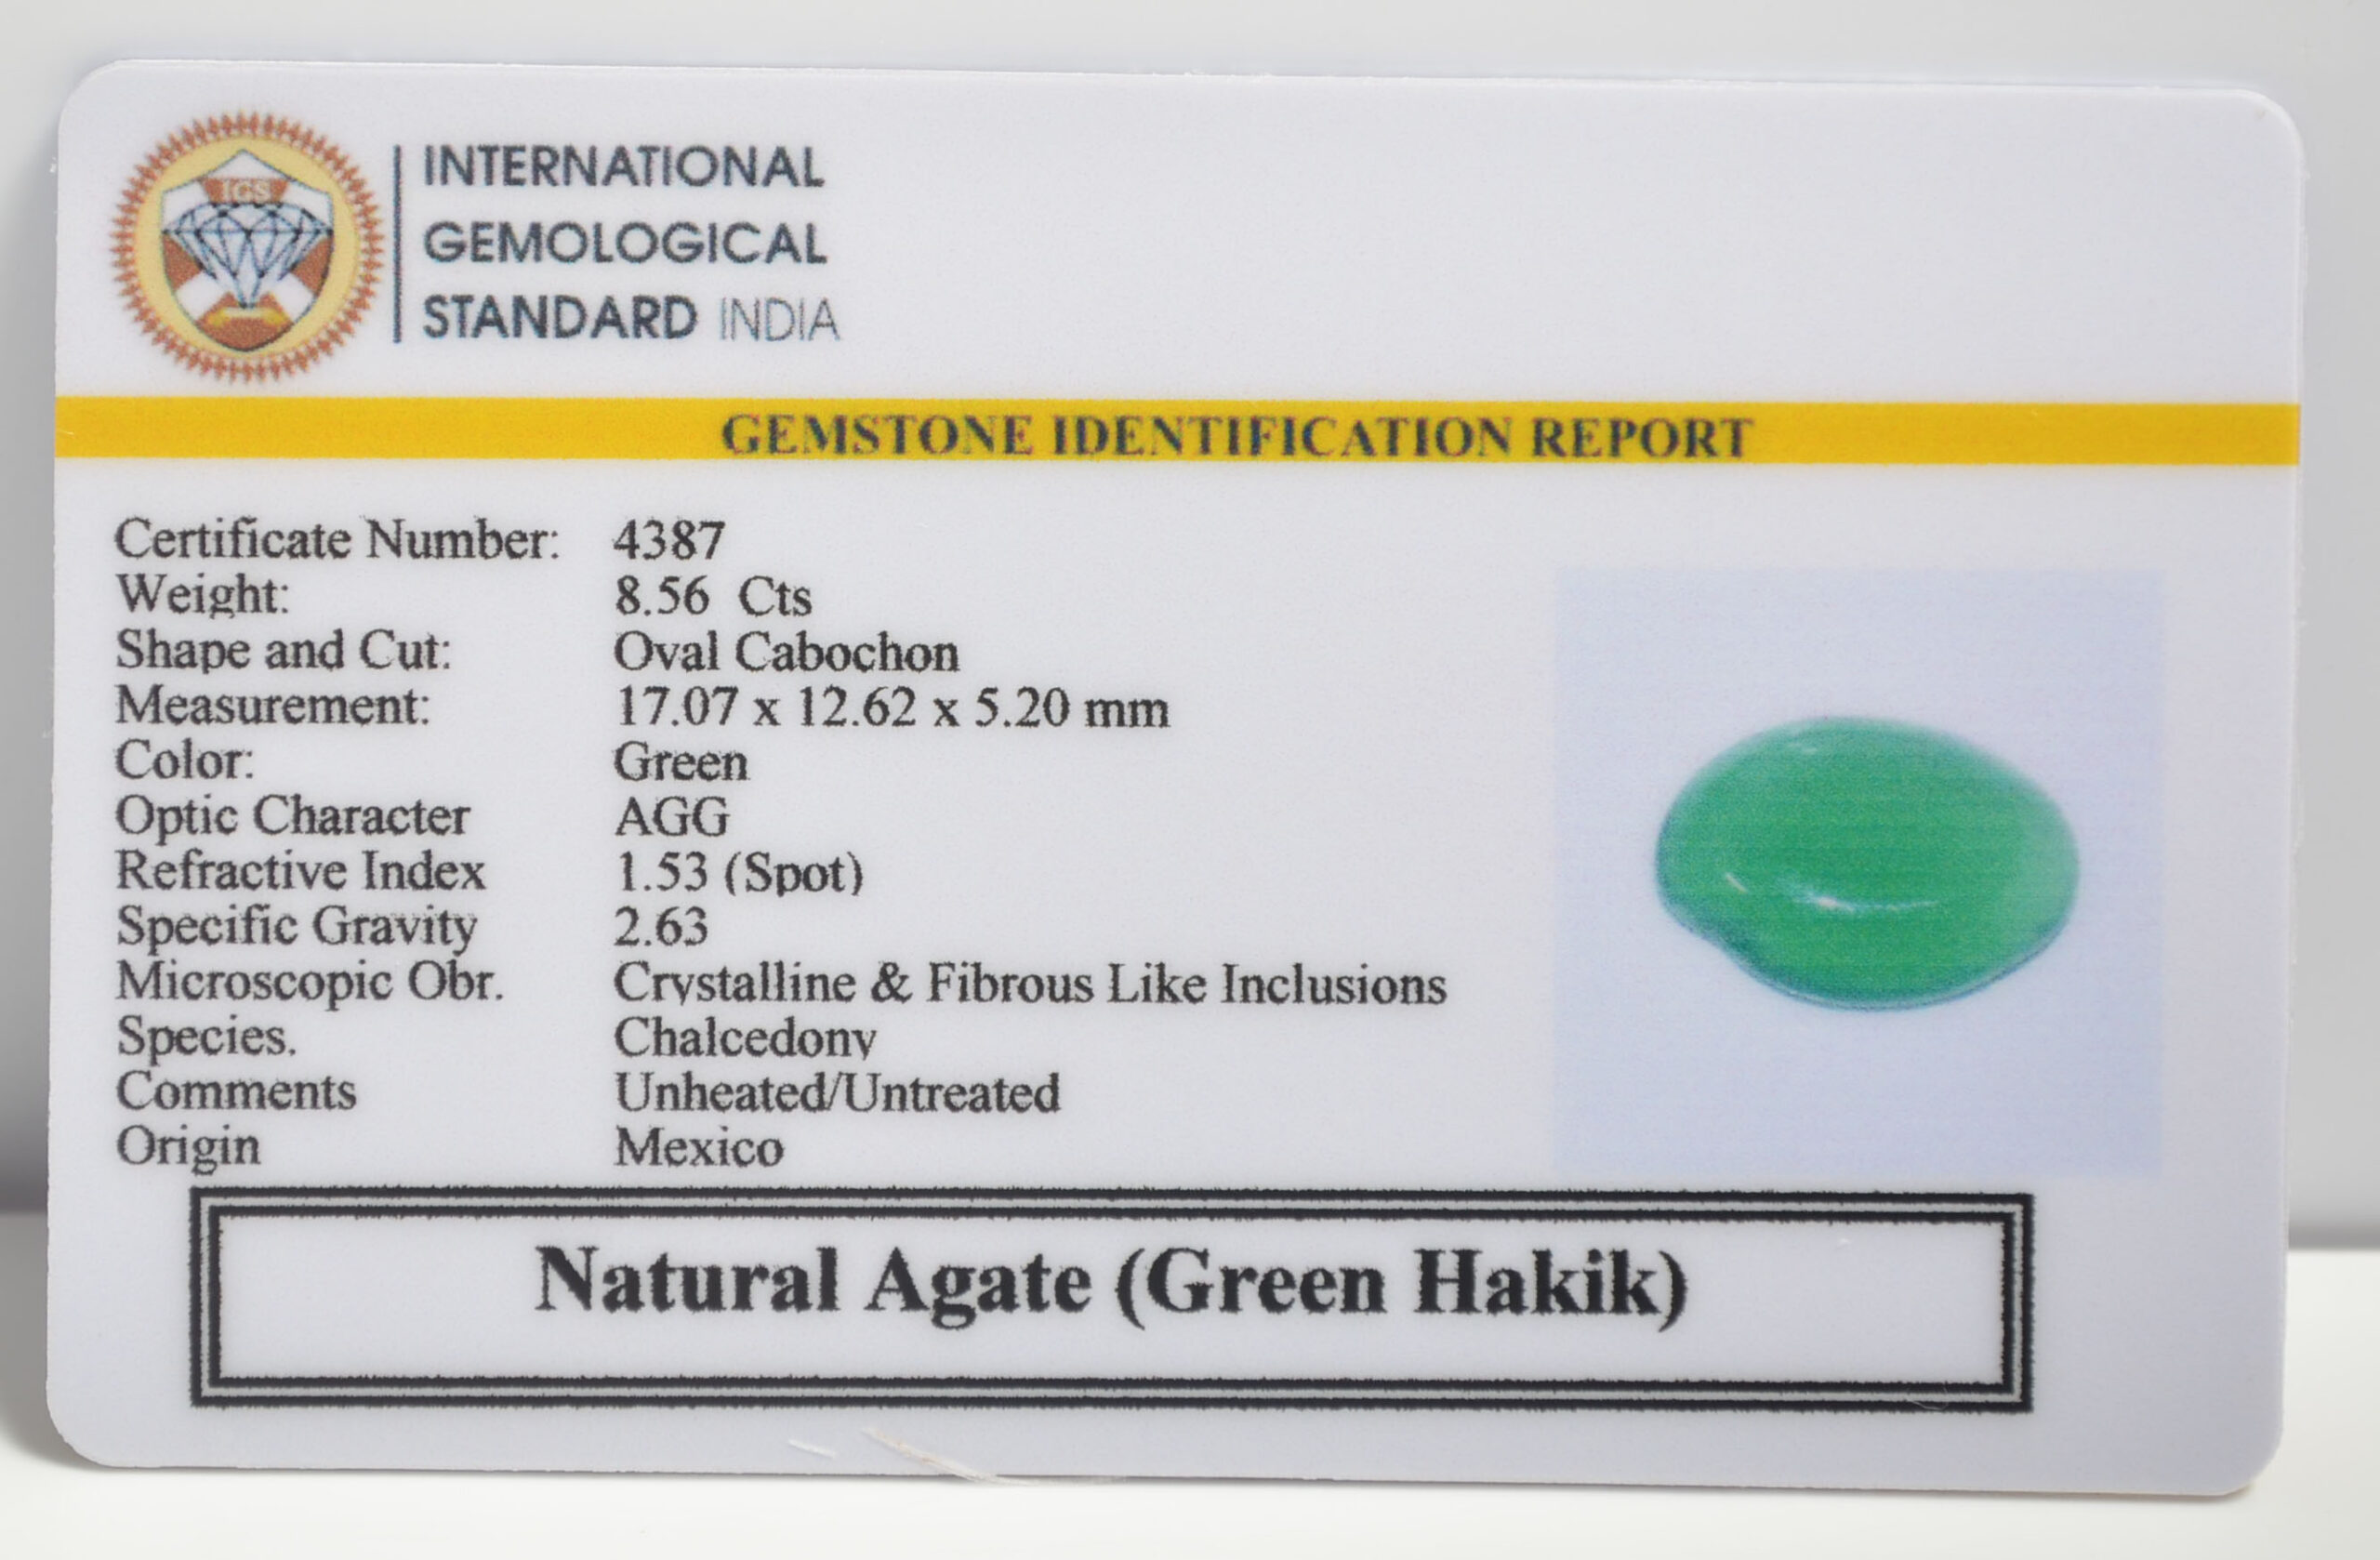 IGS
INTERNATIONAL
GEMOLOGICAL
STANDARD INDIA
GEMSTONE IDENTIFICATION REPORT
Certificate Number: 4387
Weight: 8.56 Cts
Shape and Cut: Oval Cabochon
Measurement: 17.07 x 12.62 x 5.20 mm
Color: Green
Optic Character AGG
Refractive Index 1.53 (Spot)
Specific Gravity 2.63
Microscopic Obr. Crystalline & Fibrous Like Inclusions
Species. Chalcedony
Comments Unheated/Untreated
Origin Mexico
Natural Agate (Green Hakik)